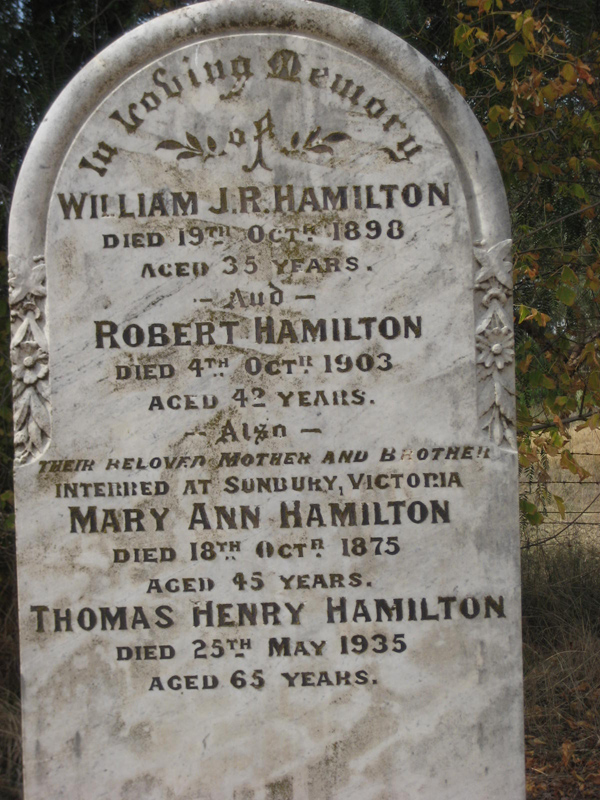 In Loving Memory
of
WILLIAM J.R. HAMILTON
DIED 19TH OCTR 1898
AGED 35 YEARS.
- And -
ROBERT HAMILTON
DIED 4TH OCTR 1903
AGED 42 YEARS.
- Also -
THEIR BELOVED MOTHER AND BROTHER
INTERRED AT SUNBURY, VICTORIA
MARY ANN HAMILTON
DIED 18TH OCTR 1875
AGED 45 YEARS.
THOMAS HENRY HAMILTON
DIED 25TH MAY 1935
AGED 65 YEARS.